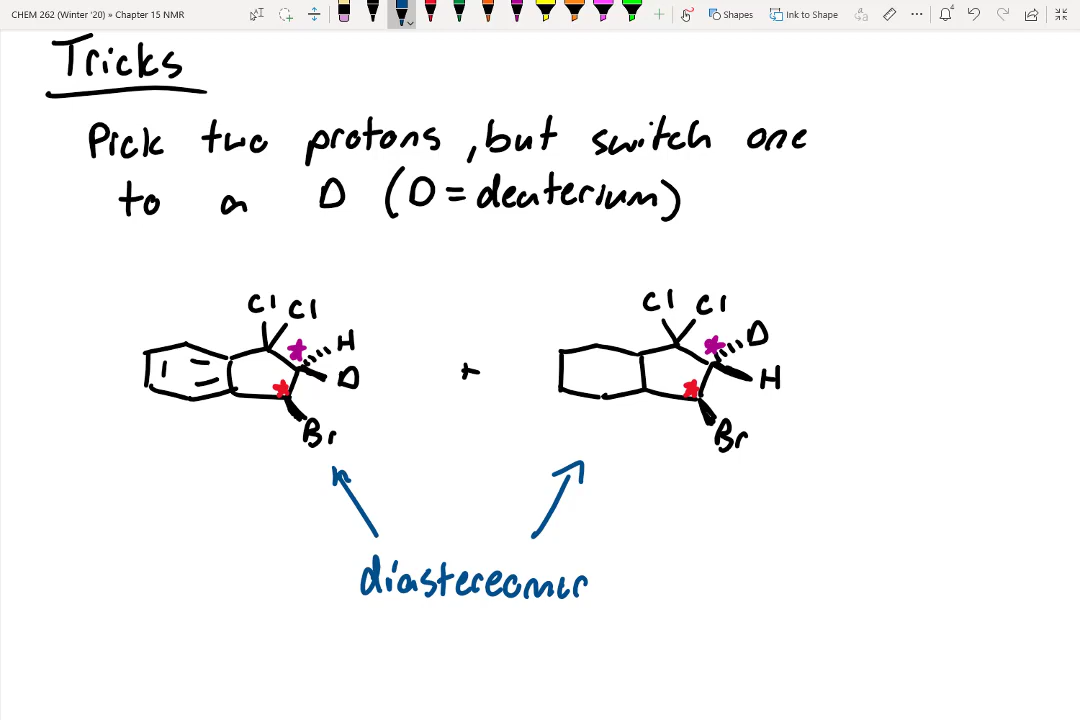 CHEM 262 (Winter '20) » Chapter 15 NMR
Shapes
Ink to Shape
Tricks
Pick two protons, but switch one
to a D (D = deuterium)
Cl Cl
H
D
Br
+
Cl Cl
D
H
Br
diastereomer